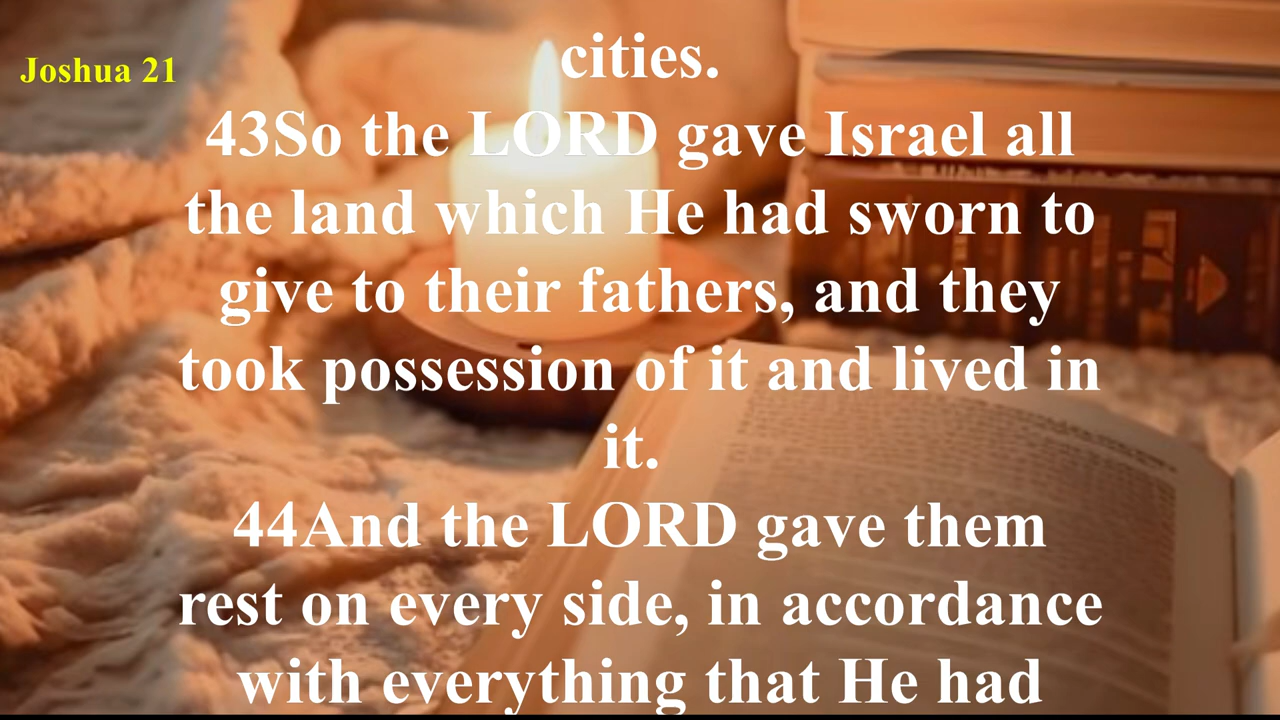 Joshua 21
cities.
43So the LORD gave Israel all
the land which He had sworn to
give to their fathers, and they
took possession of it and lived in
it.
44And the LORD gave them
rest on every side, in accordance
with everything that He had